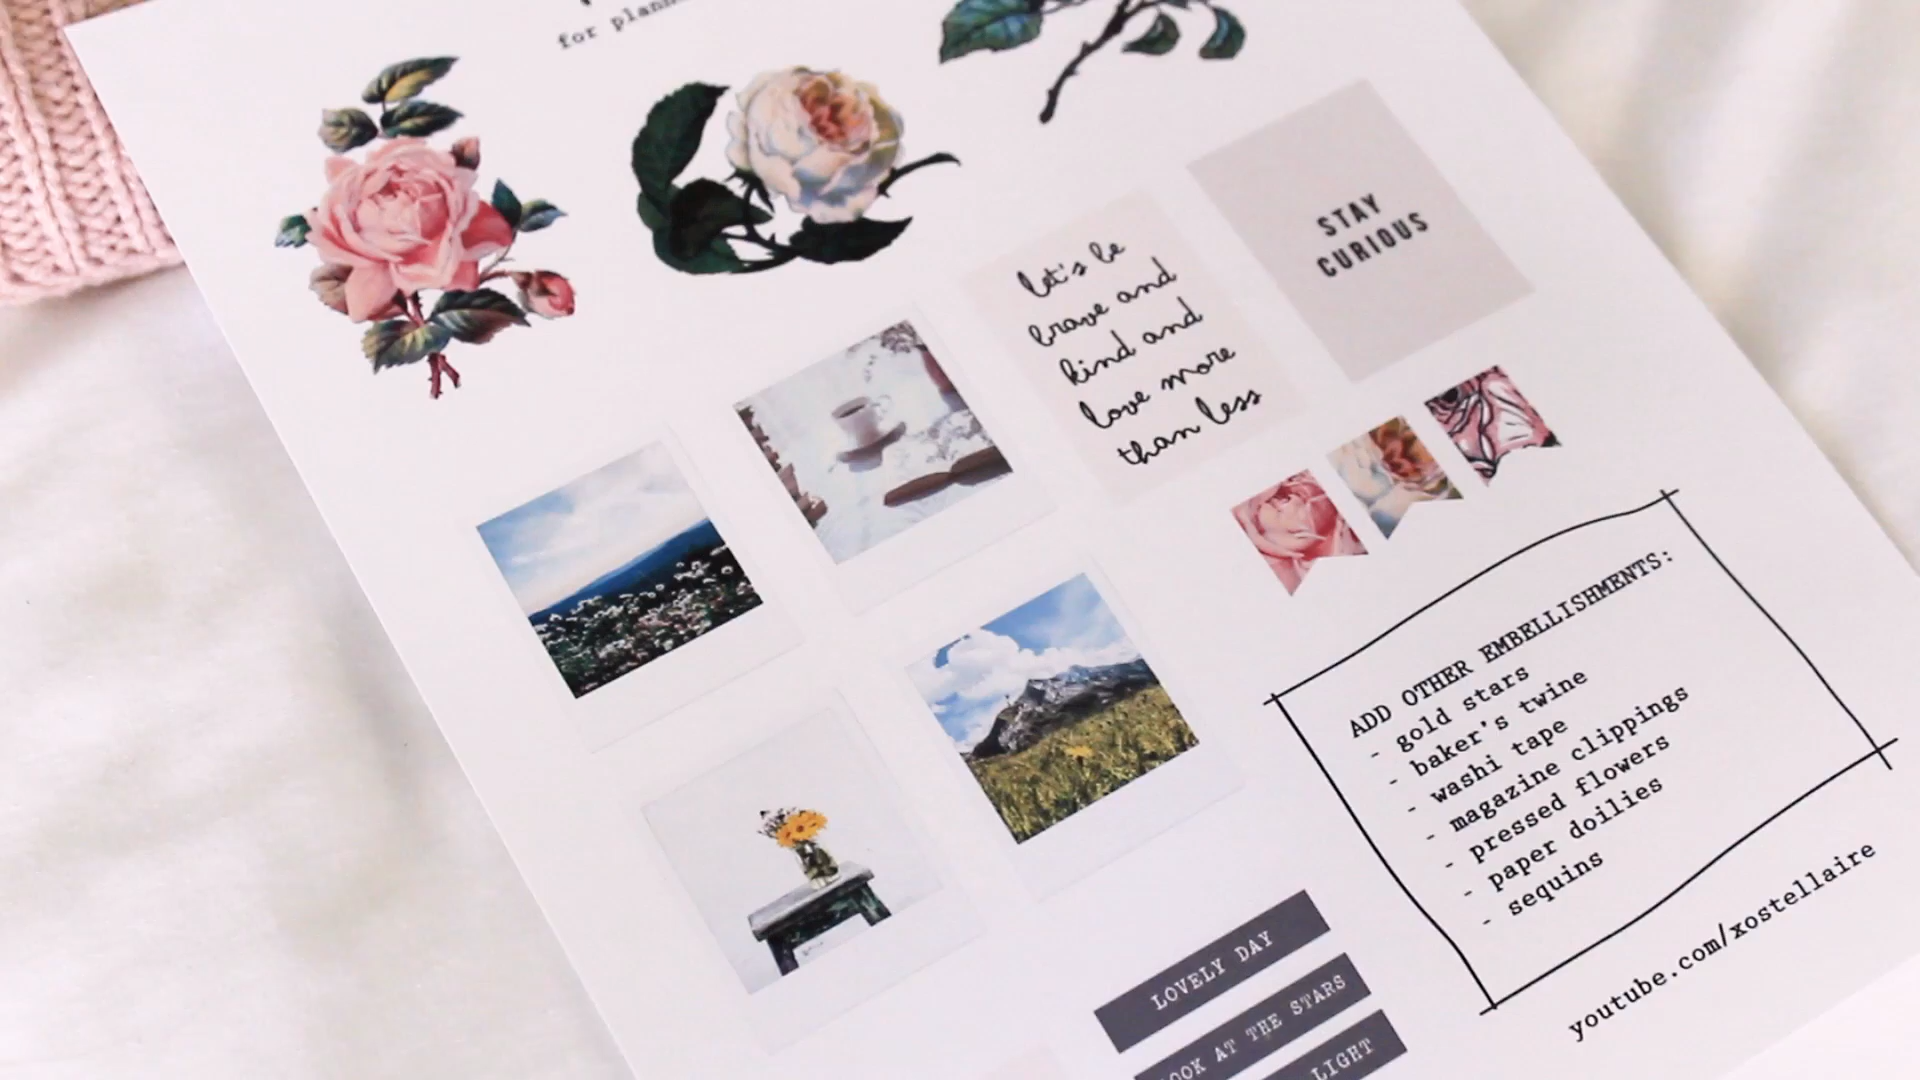 for
STAY
CURIOUS
let's be
brave and
kind and
love more
than less
ADD OTHER EMBELLISHMENTS:
- gold stars
- baker's twine
- washi tape
- magazine clippings
- pressed flowers
- paper doilies
- sequins
youtube.com/xostellaire
LOVELY DAY
AT THE STARS
LIGHT